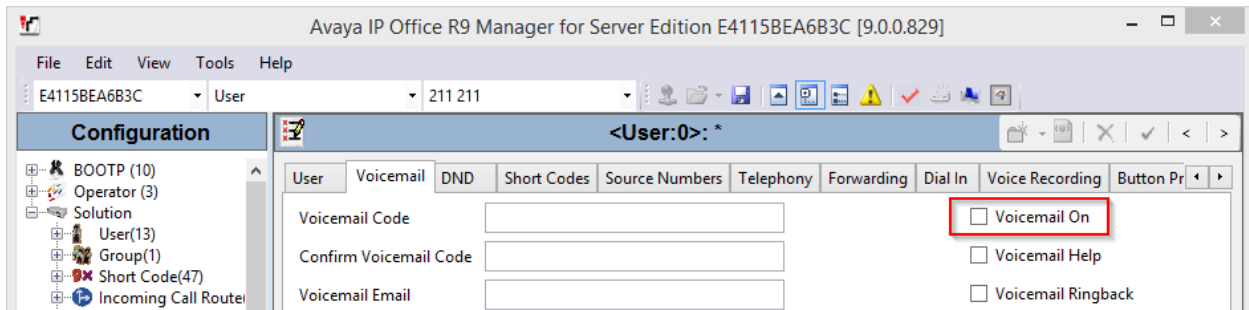 Avaya IP Office R9 Manager for Server Edition E4115BEA6B3C [9.0.0.829]
File Edit View Tools Help
E4115BEA6B3C User 211 211
Configuration <User:0>: *
BOOTP (10)
Operator (3)
Solution
User(13)
Group(1)
Short Code(47)
Incoming Call Route(
User Voicemail DND Short Codes Source Numbers Telephony Forwarding Dial In Voice Recording Button Pr
Voicemail Code Voicemail On
Confirm Voicemail Code Voicemail Help
Voicemail Email Voicemail Ringback